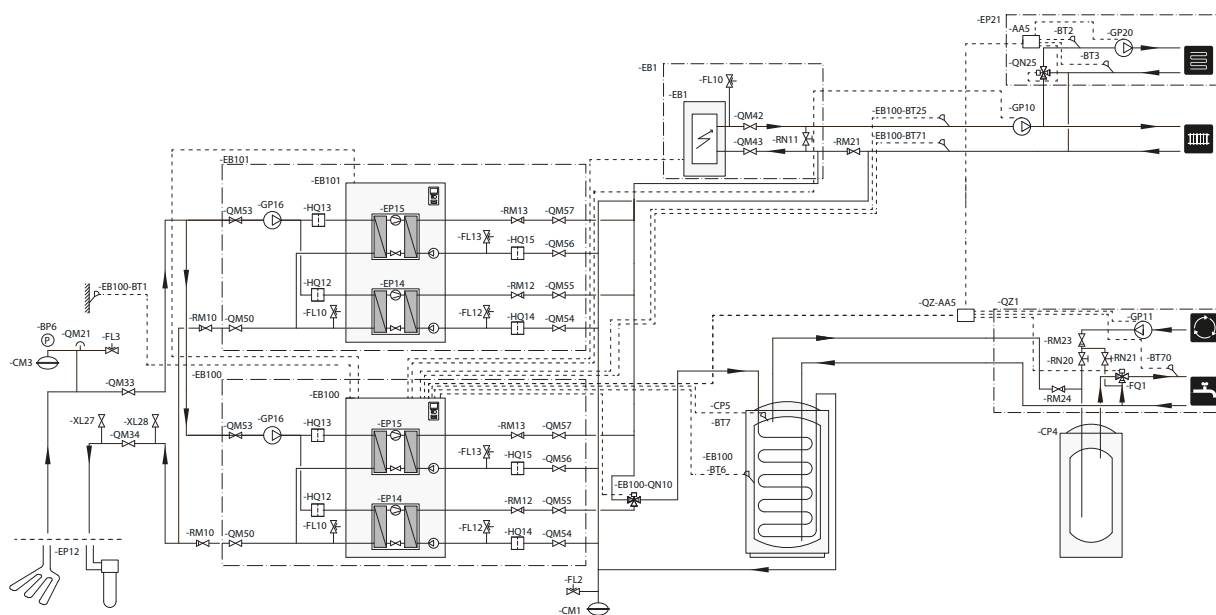 -EP21
-AA5
-BT2
-GP20
-BT3
-QN25
-EB1
-FL10
-EB1
-QM42
-EB100-BT25
-GP10
-QM43
-RN11
-RM21
-EB100-BT71
-EB101
-EB101
-QM53
-GP16
-HQ13
-EP15
-RM13
-QM57
-FL13
-HQ15
-QM56
-HQ12
-EP14
-RM12
-QM55
-EB100-BT1
-RM10
-QM50
-FL10
-FL12
-HQ14
-QM54
-BP6
P
-QM21
-FL3
-CM3
-QZ-AA5
-QZ1
-GP11
-RM23
-RN20
-RN21
-BT70
-FQ1
-RM24
-EB100
-EB100
-QM33
-XL27
-XL28
-QM34
-QM53
-GP16
-HQ13
-EP15
-RM13
-QM57
-FL13
-HQ15
-QM56
-CP5
-BT7
-CP4
-EB100
-BT6
-EB100-QN10
-HQ12
-EP14
-RM12
-QM55
-RM10
-QM50
-FL10
-FL12
-HQ14
-QM54
-EP12
-FL2
-CM1